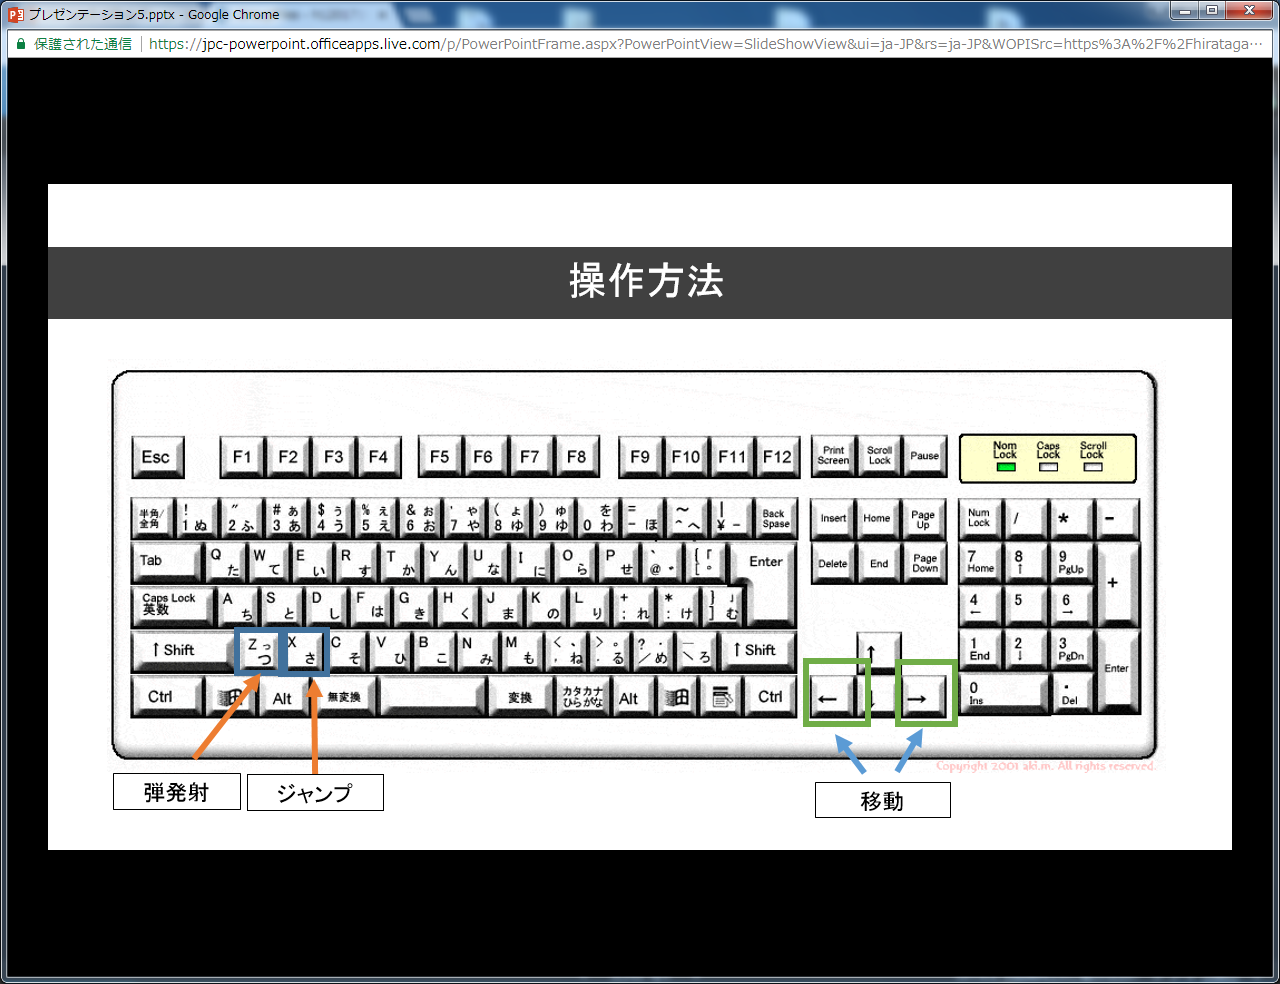 プレゼンテーション5.pptx - Google Chrome
保護された通信 https://jpc-powerpoint.officeapps.live.com/p/PowerPointFrame.aspx?PowerPointView=SlideShowView&ui=ja-JP&rs=ja-JP&WOPISrc=https%3A%2F%2Fhirataga…
操作方法
Esc F1 F2 F3 F4 F5 F6 F7 F8 F9 F10 F11 F12 Print Screen Scroll Lock Pause Nom Lock Caps Lock Scroll Lock
半角/全角 ! 1 ぬ " 2 ふ # ぁ 3 あ $ ぅ 4 う % ぇ 5 え & ぉ 6 お ' ゃ 7 や ( ょ 8 ゆ ) ゅ 9 ゆ を 0 わ = - ほ ~ ^ へ | ¥ - Back Spase Insert Home Page Up Num Lock / * -
Tab Q た W て E い R す T か Y ん U な I に O ら P せ ` @ ゛ { 「 [ ゜ Enter Delete End Page Down 7 Home 8 ↑ 9 PgUp +
Caps Lock 英数 A ち S と D し F は G き H く J ま K の L り + ; れ * : け } 」 ] む 4 ← 5 6 →
↑ Shift Z っ つ X さ C そ V ひ B こ N み M も < 、 , ね > 。 . る ? ・ / め \ ろ ↑ Shift ↑ 1 End 2 ↓ 3 PgDn Enter
Ctrl Alt 無変換 変換 カタカナ ひらがな Alt Ctrl ← ↓ → 0 Ins . Del
Copyright 2001 aki.m. All rights reserved.
弾発射 ジャンプ 移動